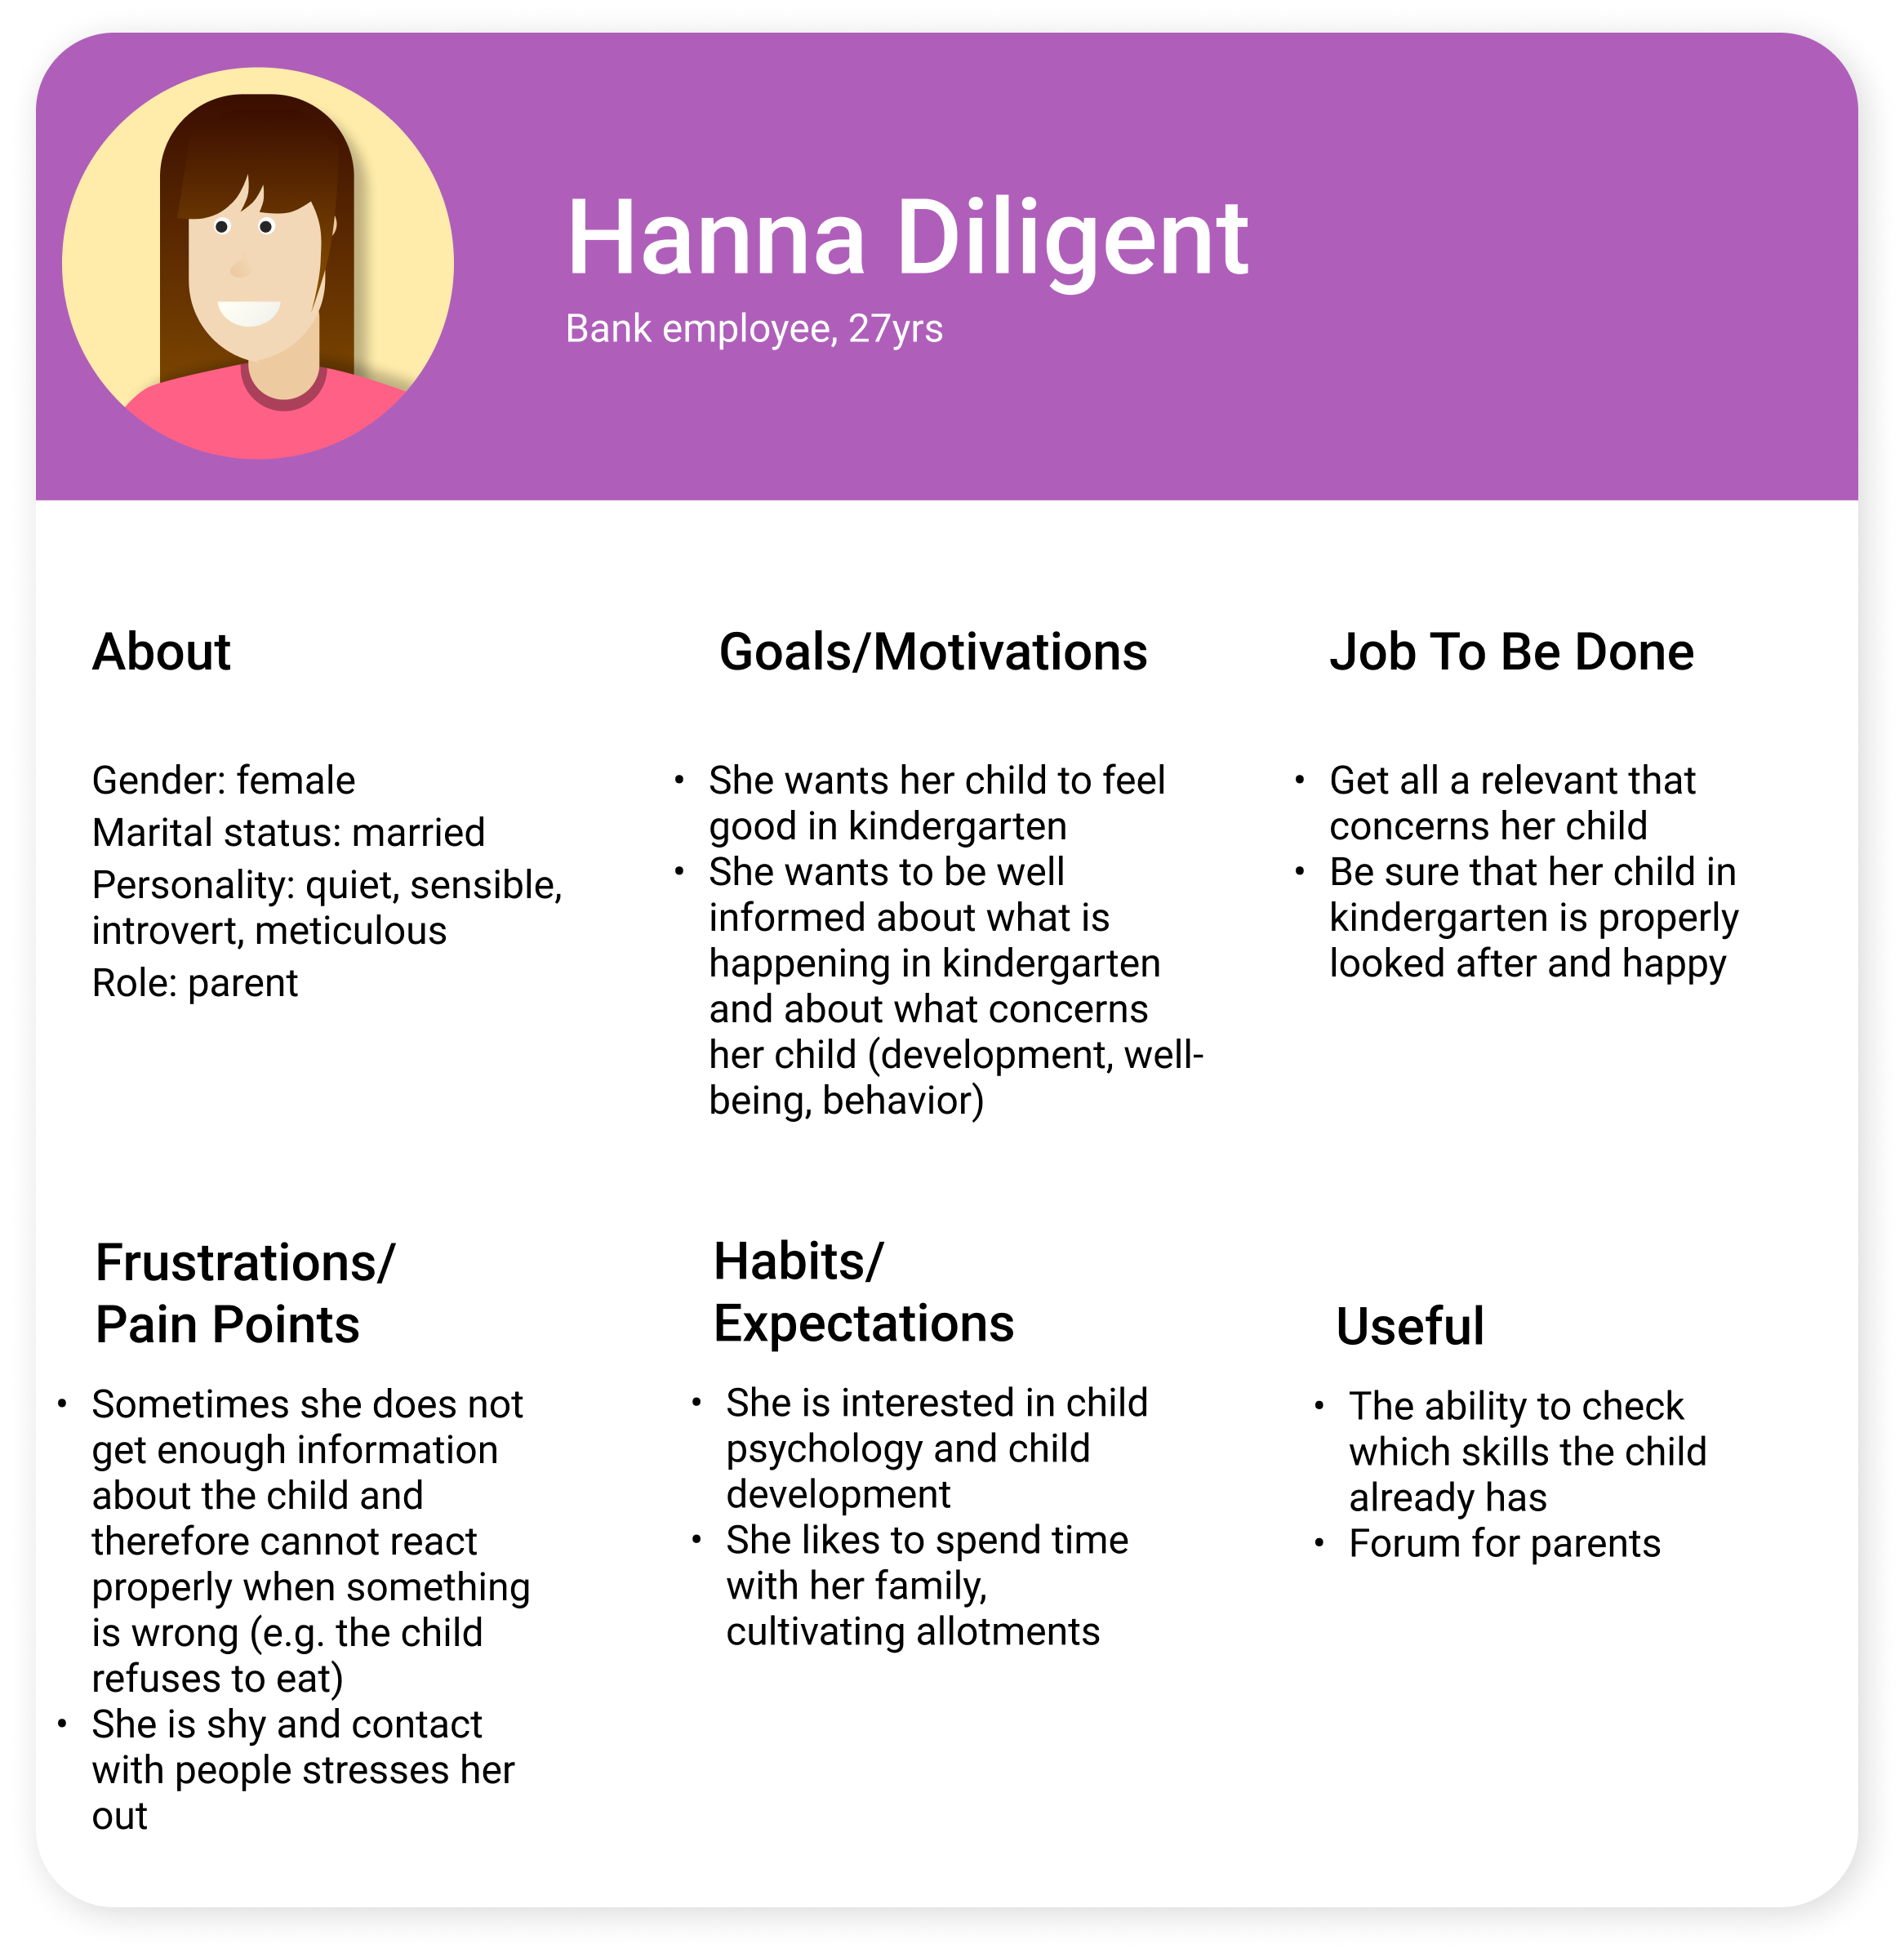 Hanna Diligent
Bank employee, 27yrs
About
Gender: female
Marital status: married
Personality: quiet, sensible,
introvert, meticulous
Role: parent
Goals/Motivations
• She wants her child to feel
good in kindergarten
• She wants to be well
informed about what is
happening in kindergarten
and about what concerns
her child (development, well-
being, behavior)
Job To Be Done
• Get all a relevant that
concerns her child
• Be sure that her child in
kindergarten is properly
looked after and happy
Frustrations/
Pain Points
• Sometimes she does not
get enough information
about the child and
therefore cannot react
properly when something
is wrong (e.g. the child
refuses to eat)
• She is shy and contact
with people stresses her
out
Habits/
Expectations
• She is interested in child
psychology and child
development
• She likes to spend time
with her family,
cultivating allotments
Useful
• The ability to check
which skills the child
already has
• Forum for parents